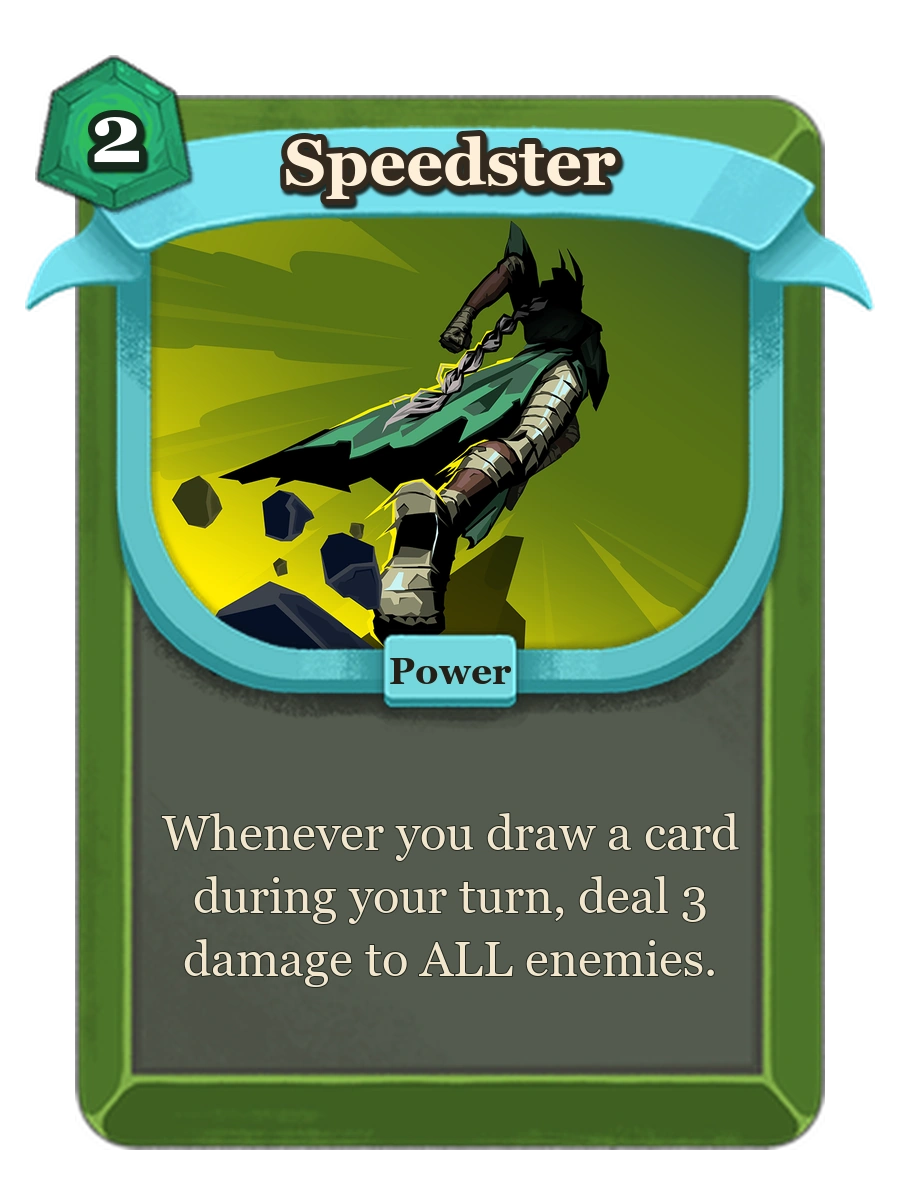 2
Speedster
Power
Whenever you draw a card
during your turn, deal 3
damage to ALL enemies.